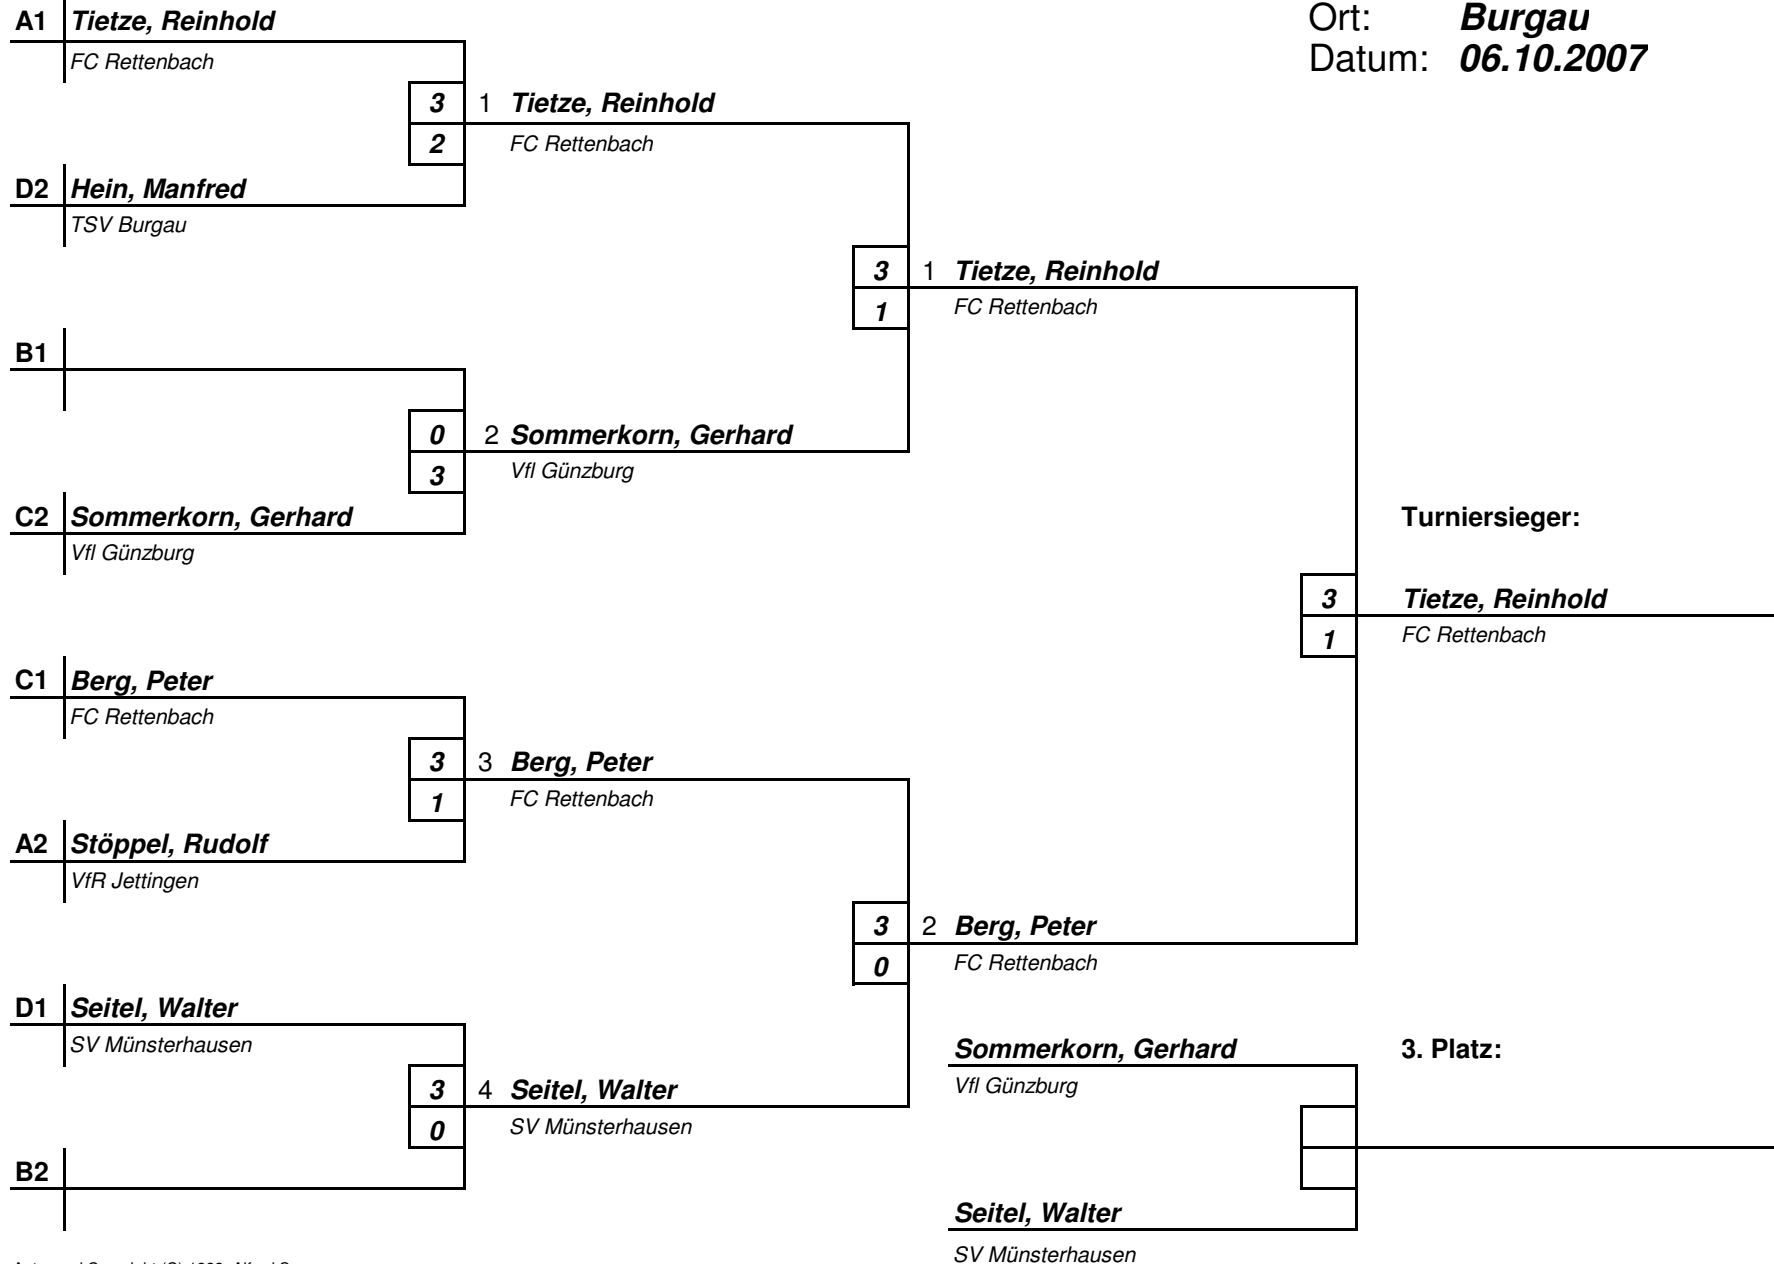 Ort: Burgau
Datum: 06.10.2007
A1 Tietze, Reinhold
FC Rettenbach
3 1 Tietze, Reinhold
2 FC Rettenbach
D2 Hein, Manfred
TSV Burgau
3 1 Tietze, Reinhold
1 FC Rettenbach
B1
0 2 Sommerkorn, Gerhard
3 Vfl Günzburg
C2 Sommerkorn, Gerhard
Vfl Günzburg
Turniersieger:
3 Tietze, Reinhold
1 FC Rettenbach
C1 Berg, Peter
FC Rettenbach
3 3 Berg, Peter
1 FC Rettenbach
A2 Stöppel, Rudolf
VfR Jettingen
3 2 Berg, Peter
0 FC Rettenbach
D1 Seitel, Walter
SV Münsterhausen
Sommerkorn, Gerhard 3. Platz:
Vfl Günzburg
3 4 Seitel, Walter
0 SV Münsterhausen
B2
Seitel, Walter
SV Münsterhausen